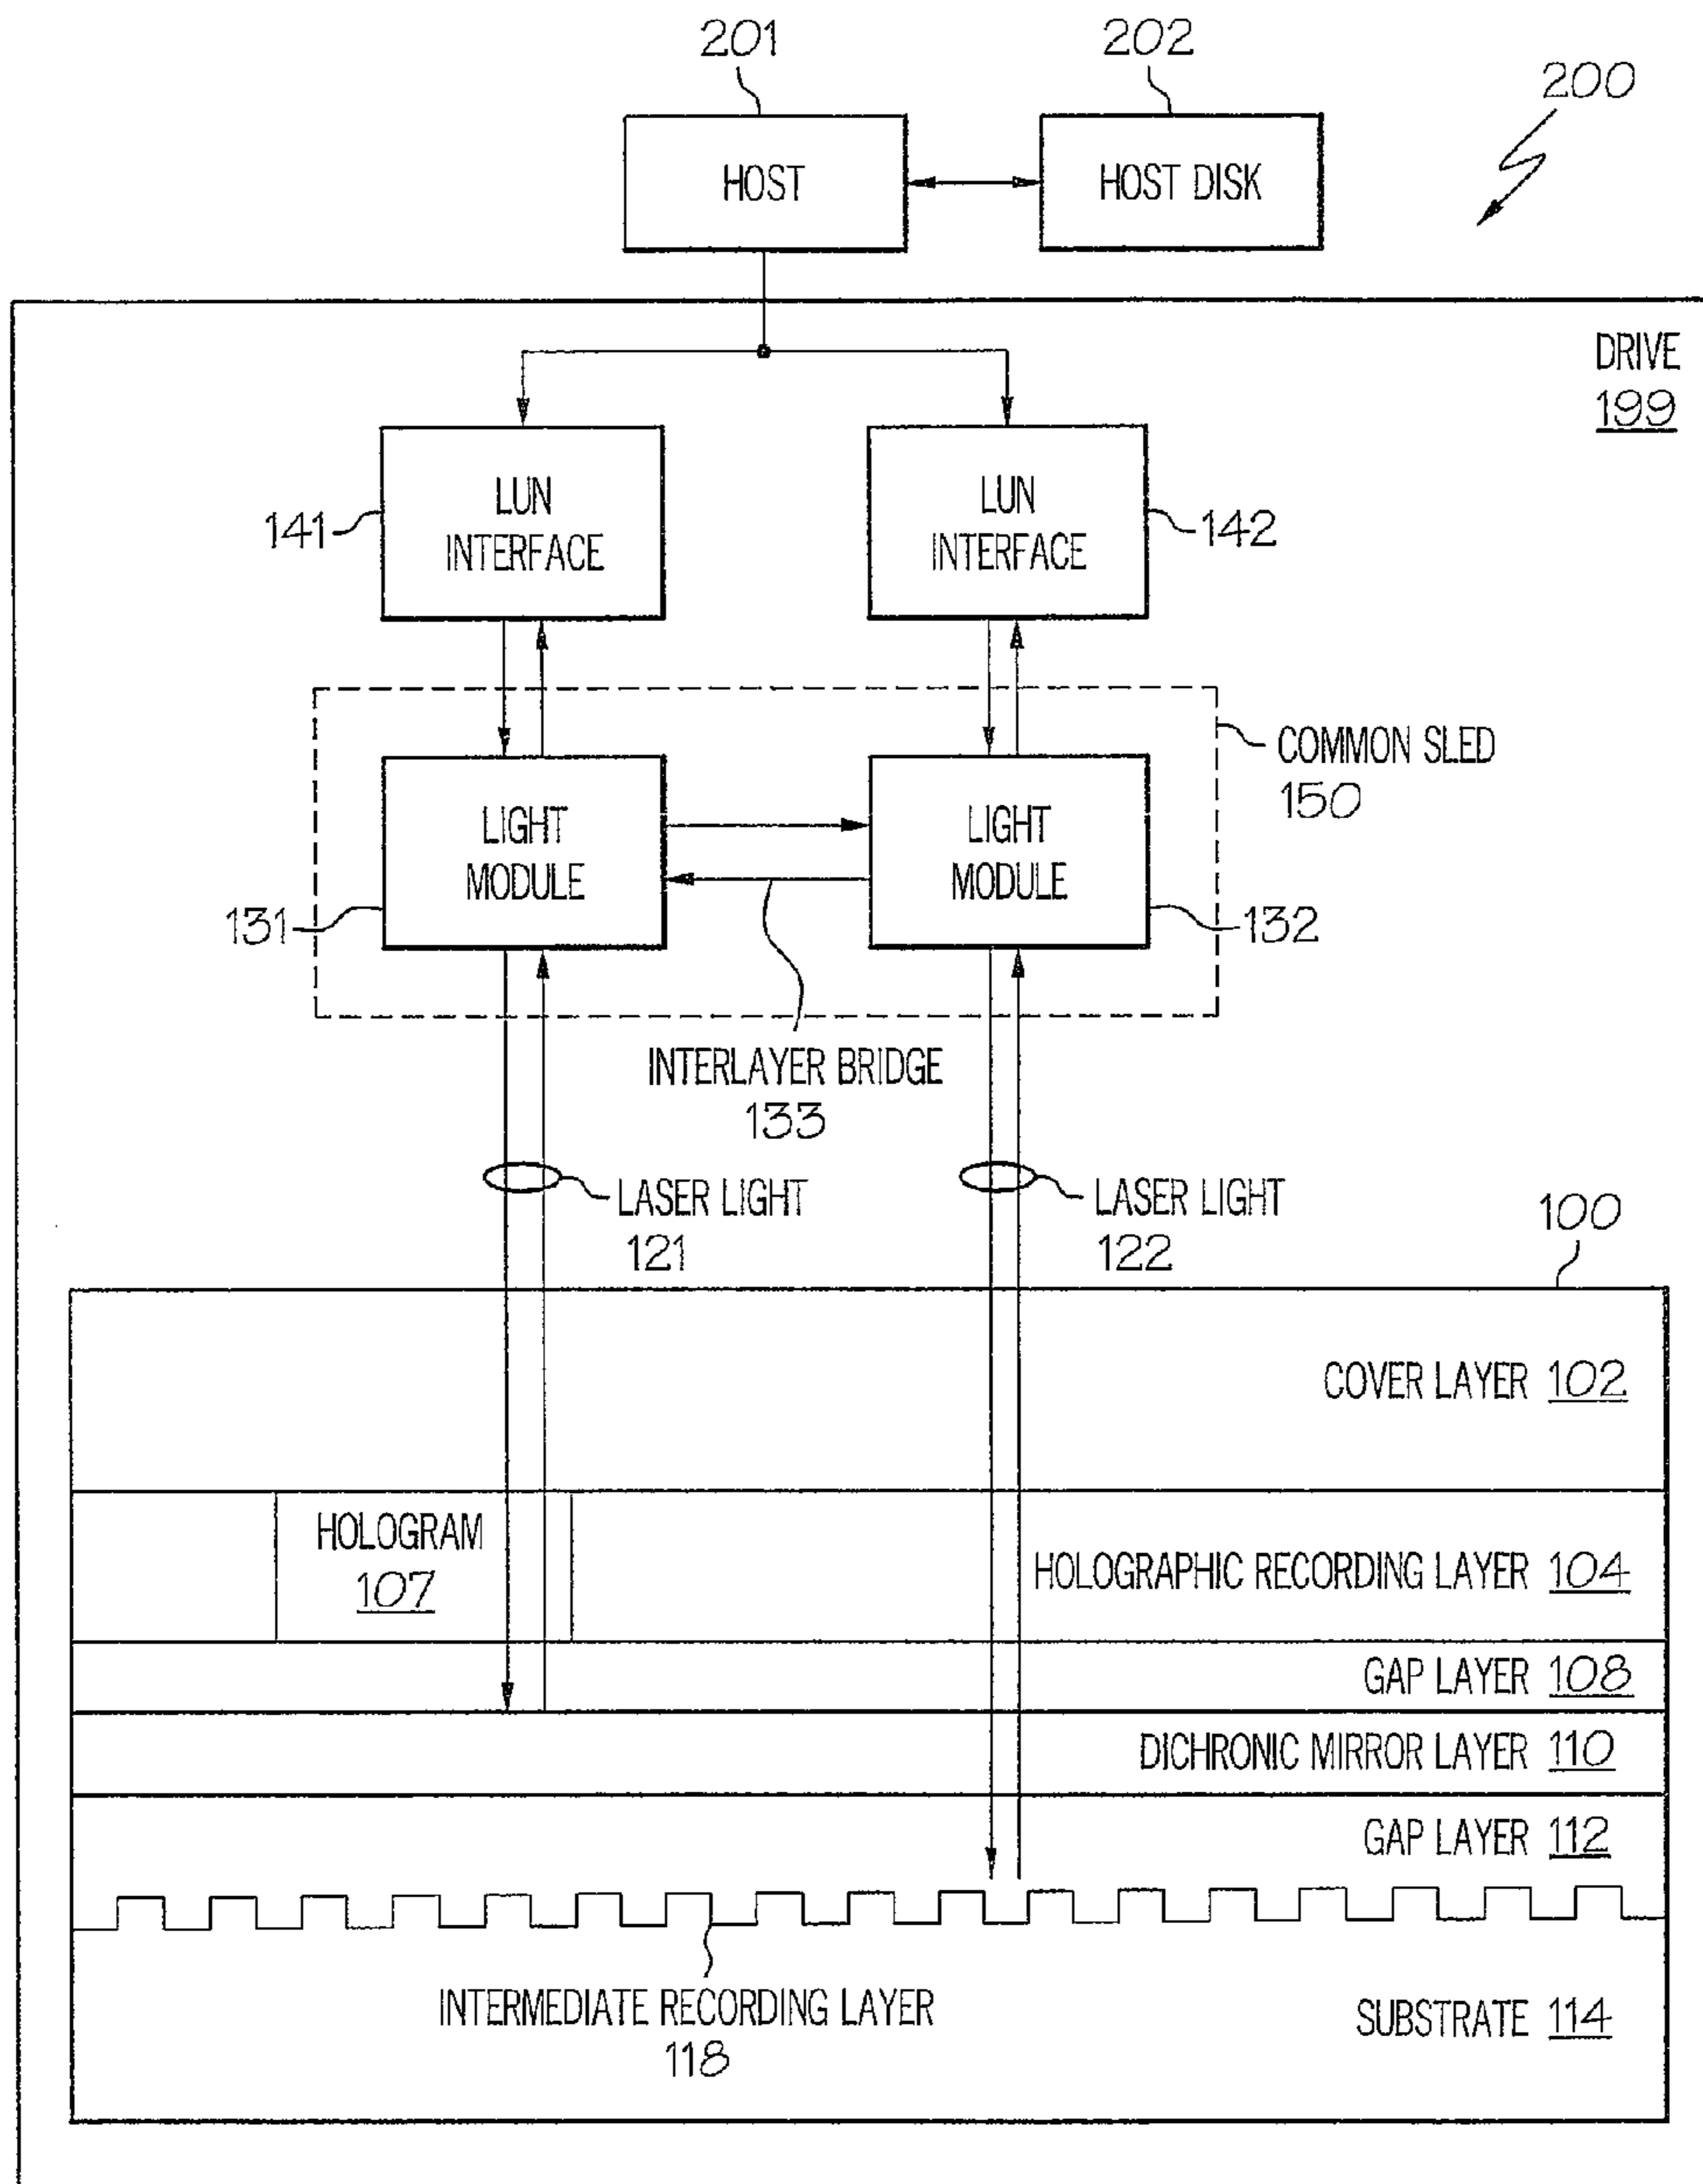 201
202
200
HOST
HOST DISK
DRIVE
199
LUN
INTERFACE
141
LUN
INTERFACE
142
COMMON SLED
150
LIGHT
MODULE
131
LIGHT
MODULE
132
INTERLAYER BRIDGE
133
LASER LIGHT
121
LASER LIGHT
122
100
COVER LAYER 102
HOLOGRAM
107
HOLOGRAPHIC RECORDING LAYER 104
GAP LAYER 108
DICHRONIC MIRROR LAYER 110
GAP LAYER 112
INTERMEDIATE RECORDING LAYER
118
SUBSTRATE 114